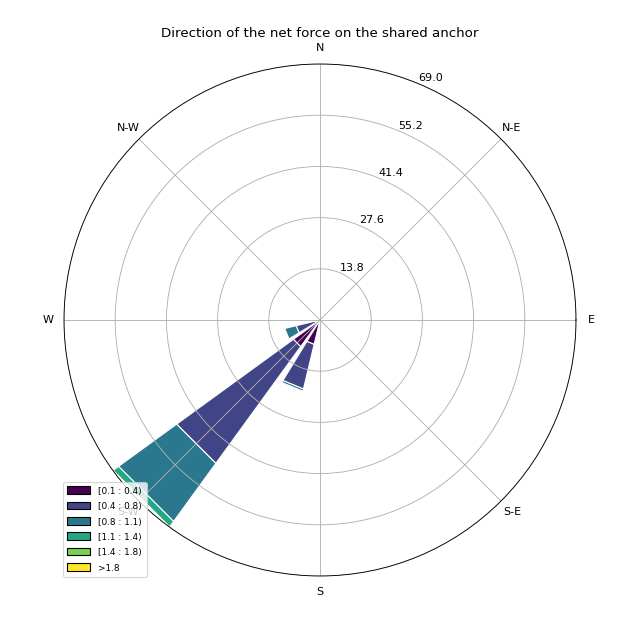 Direction of the net force on the shared anchor
N
N-W
N-E
69.0
55.2
41.4
27.6
13.8
W
E
S-W
S-E
S
[0.1 : 0.4)
[0.4 : 0.8)
[0.8 : 1.1)
[1.1 : 1.4)
[1.4 : 1.8)
>1.8